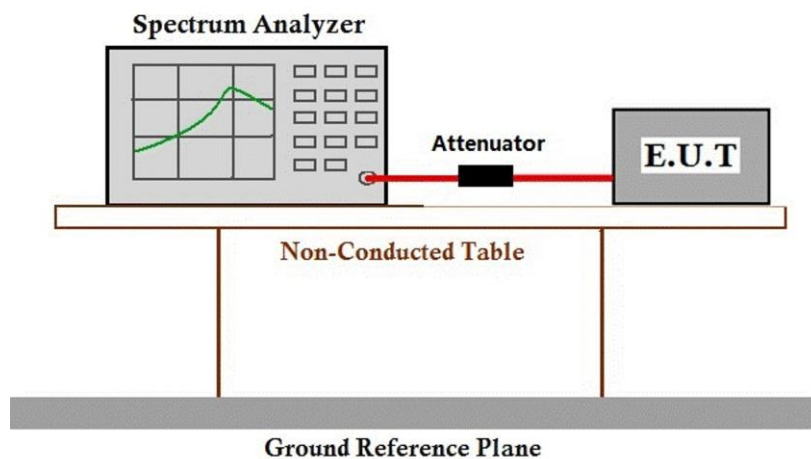 Spectrum Analyzer
Attenuator
E.U.T
Non-Conducted Table
Ground Reference Plane